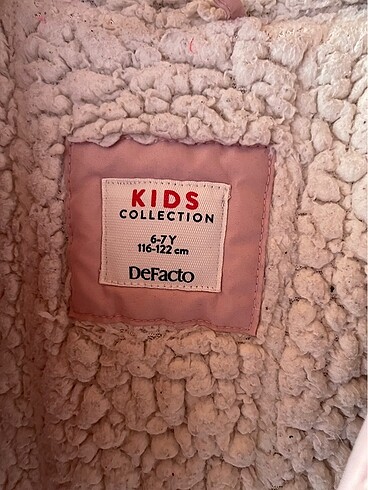 KIDS
COLLECTION
6-7 Y
116-122 cm
DeFacto